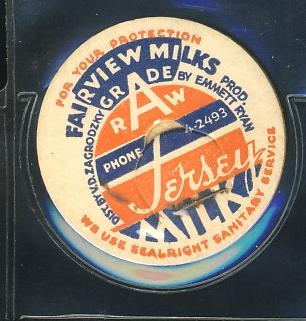 FOR YOUR PROTECTION
FAIRVIEW MILKS
PROD. BY EMMETT RYAN
DIST. BY V.D. ZAGRODZKY
GRADE
A
RAW
PHONE 4-2493
Jersey
MILK
WE USE SEALRIGHT SANITARY SERVICE